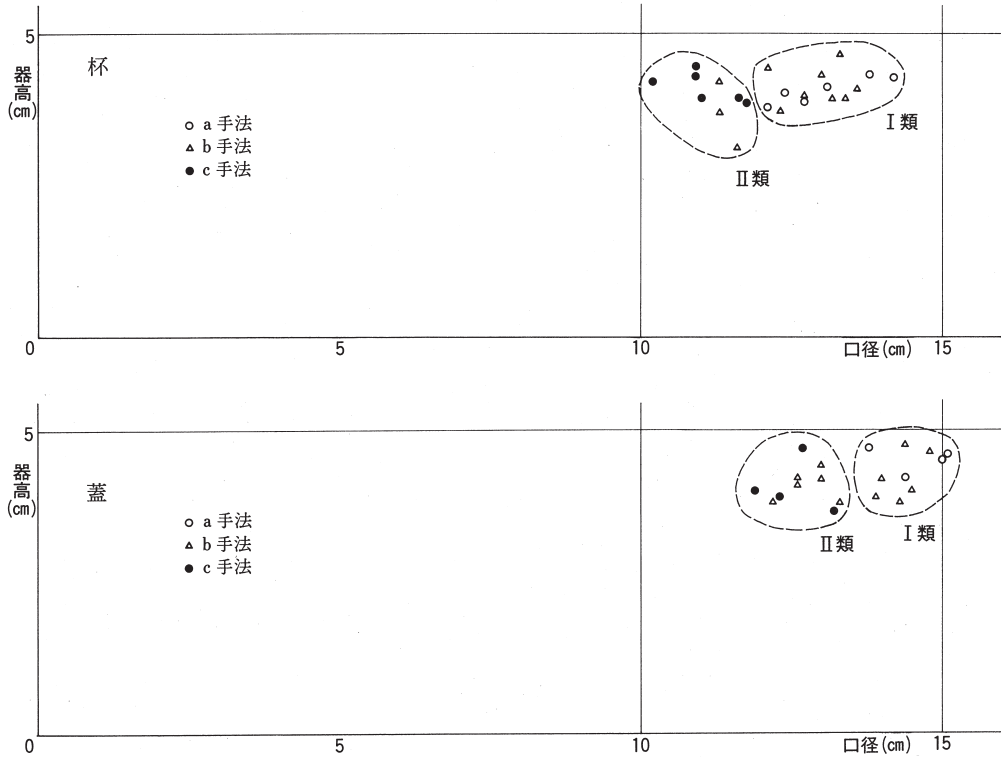 5
器高(cm)
杯
○ a 手法
△ b 手法
● c 手法
Ⅰ類
Ⅱ類
0 5 10 口径(cm) 15
5
器高(cm)
蓋
○ a 手法
△ b 手法
● c 手法
Ⅱ類 Ⅰ類
0 5 10 口径(cm) 15